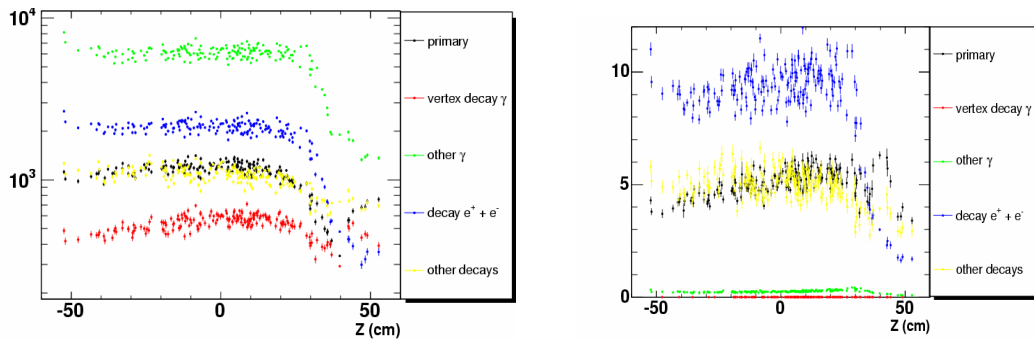 10⁴
10³
-50
0
50
Z (cm)
primary
vertex decay γ
other γ
decay e⁺ + e⁻
other decays
10
5
0
-50
0
50
Z (cm)
primary
vertex decay γ
other γ
decay e⁺ + e⁻
other decays